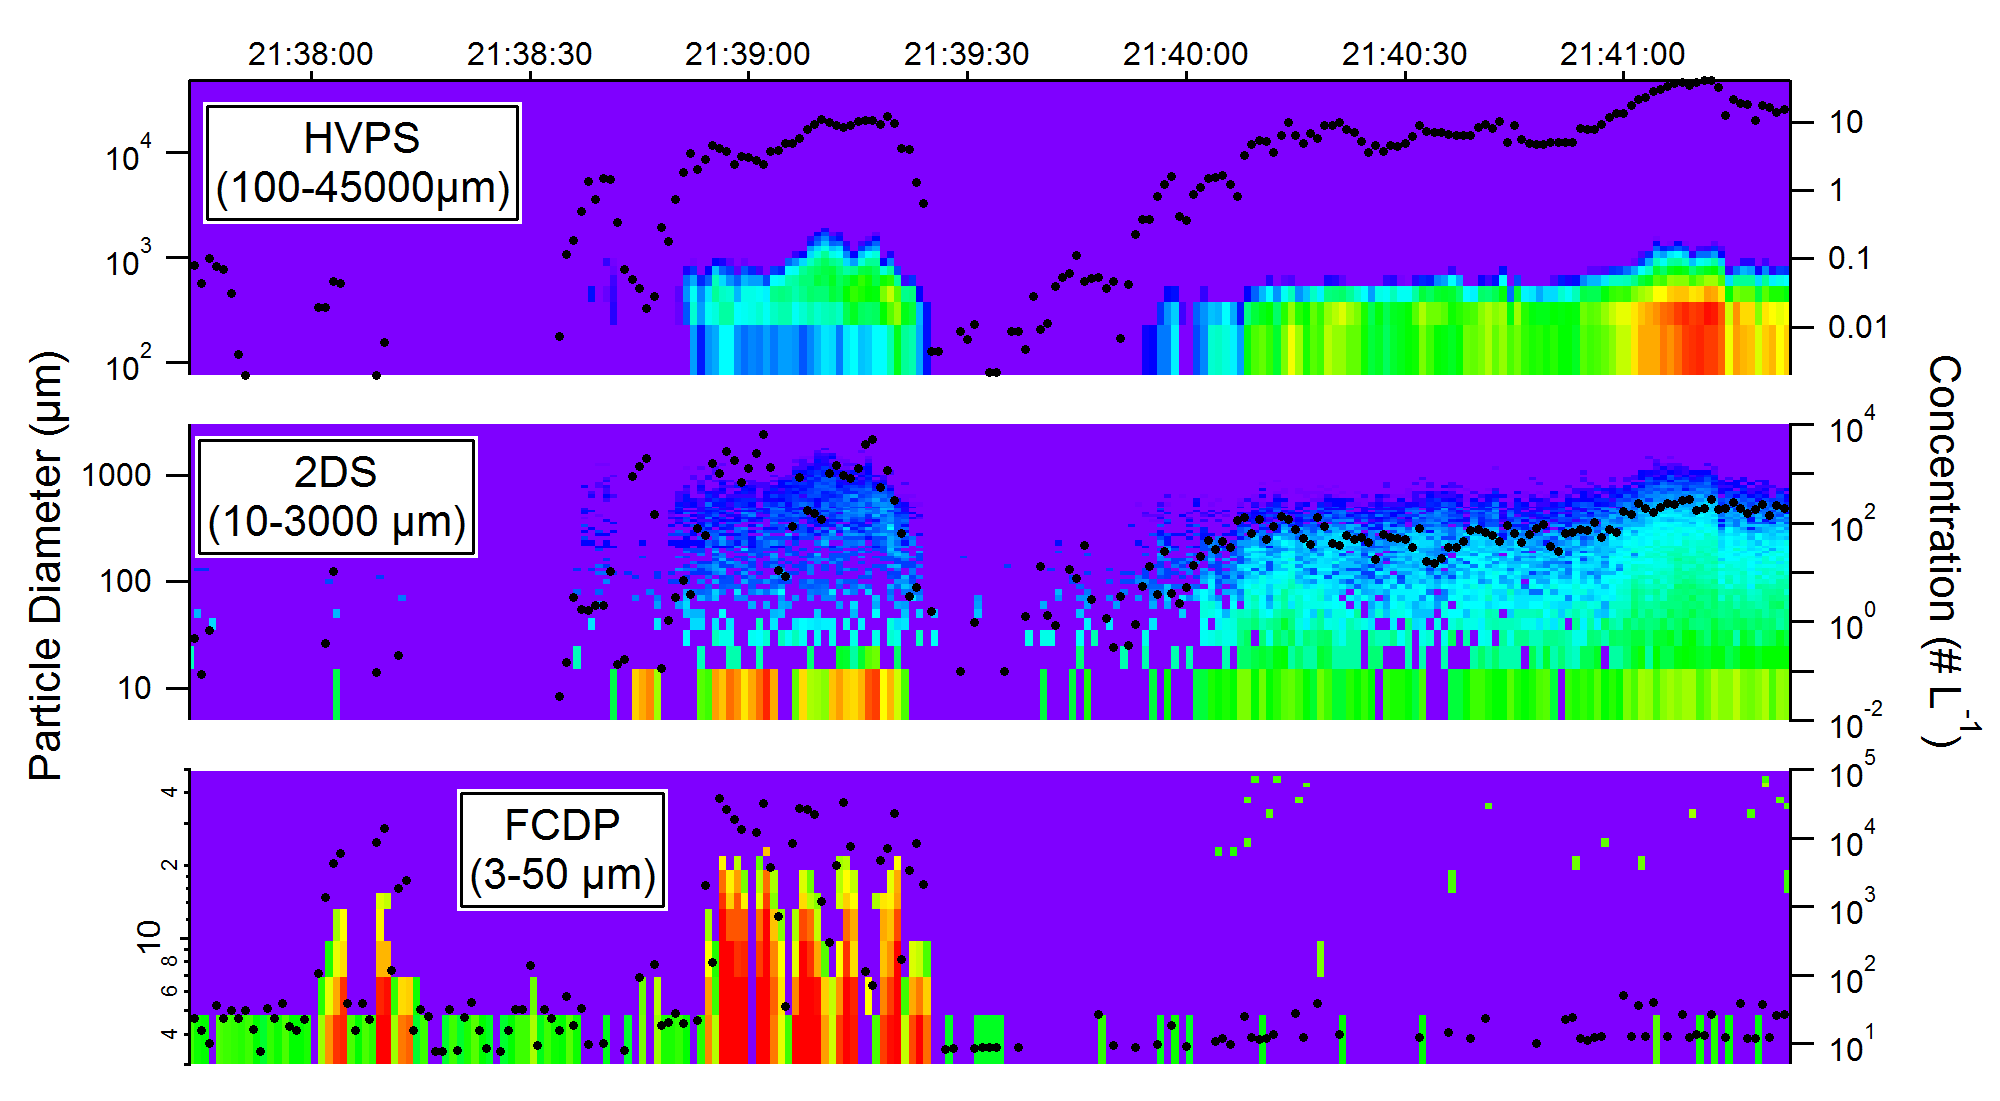 21:38:00 21:38:30 21:39:00 21:39:30 21:40:00 21:40:30 21:41:00
HVPS
(100-45000µm)
10^4
10^3
10^2
10
1
0.1
0.01
2DS
(10-3000 µm)
1000
100
10
10^4
10^2
10^0
10^-2
FCDP
(3-50 µm)
4
2
10
8
6
4
10^5
10^4
10^3
10^2
10^1
Particle Diameter (µm)
Concentration (# L^-1)